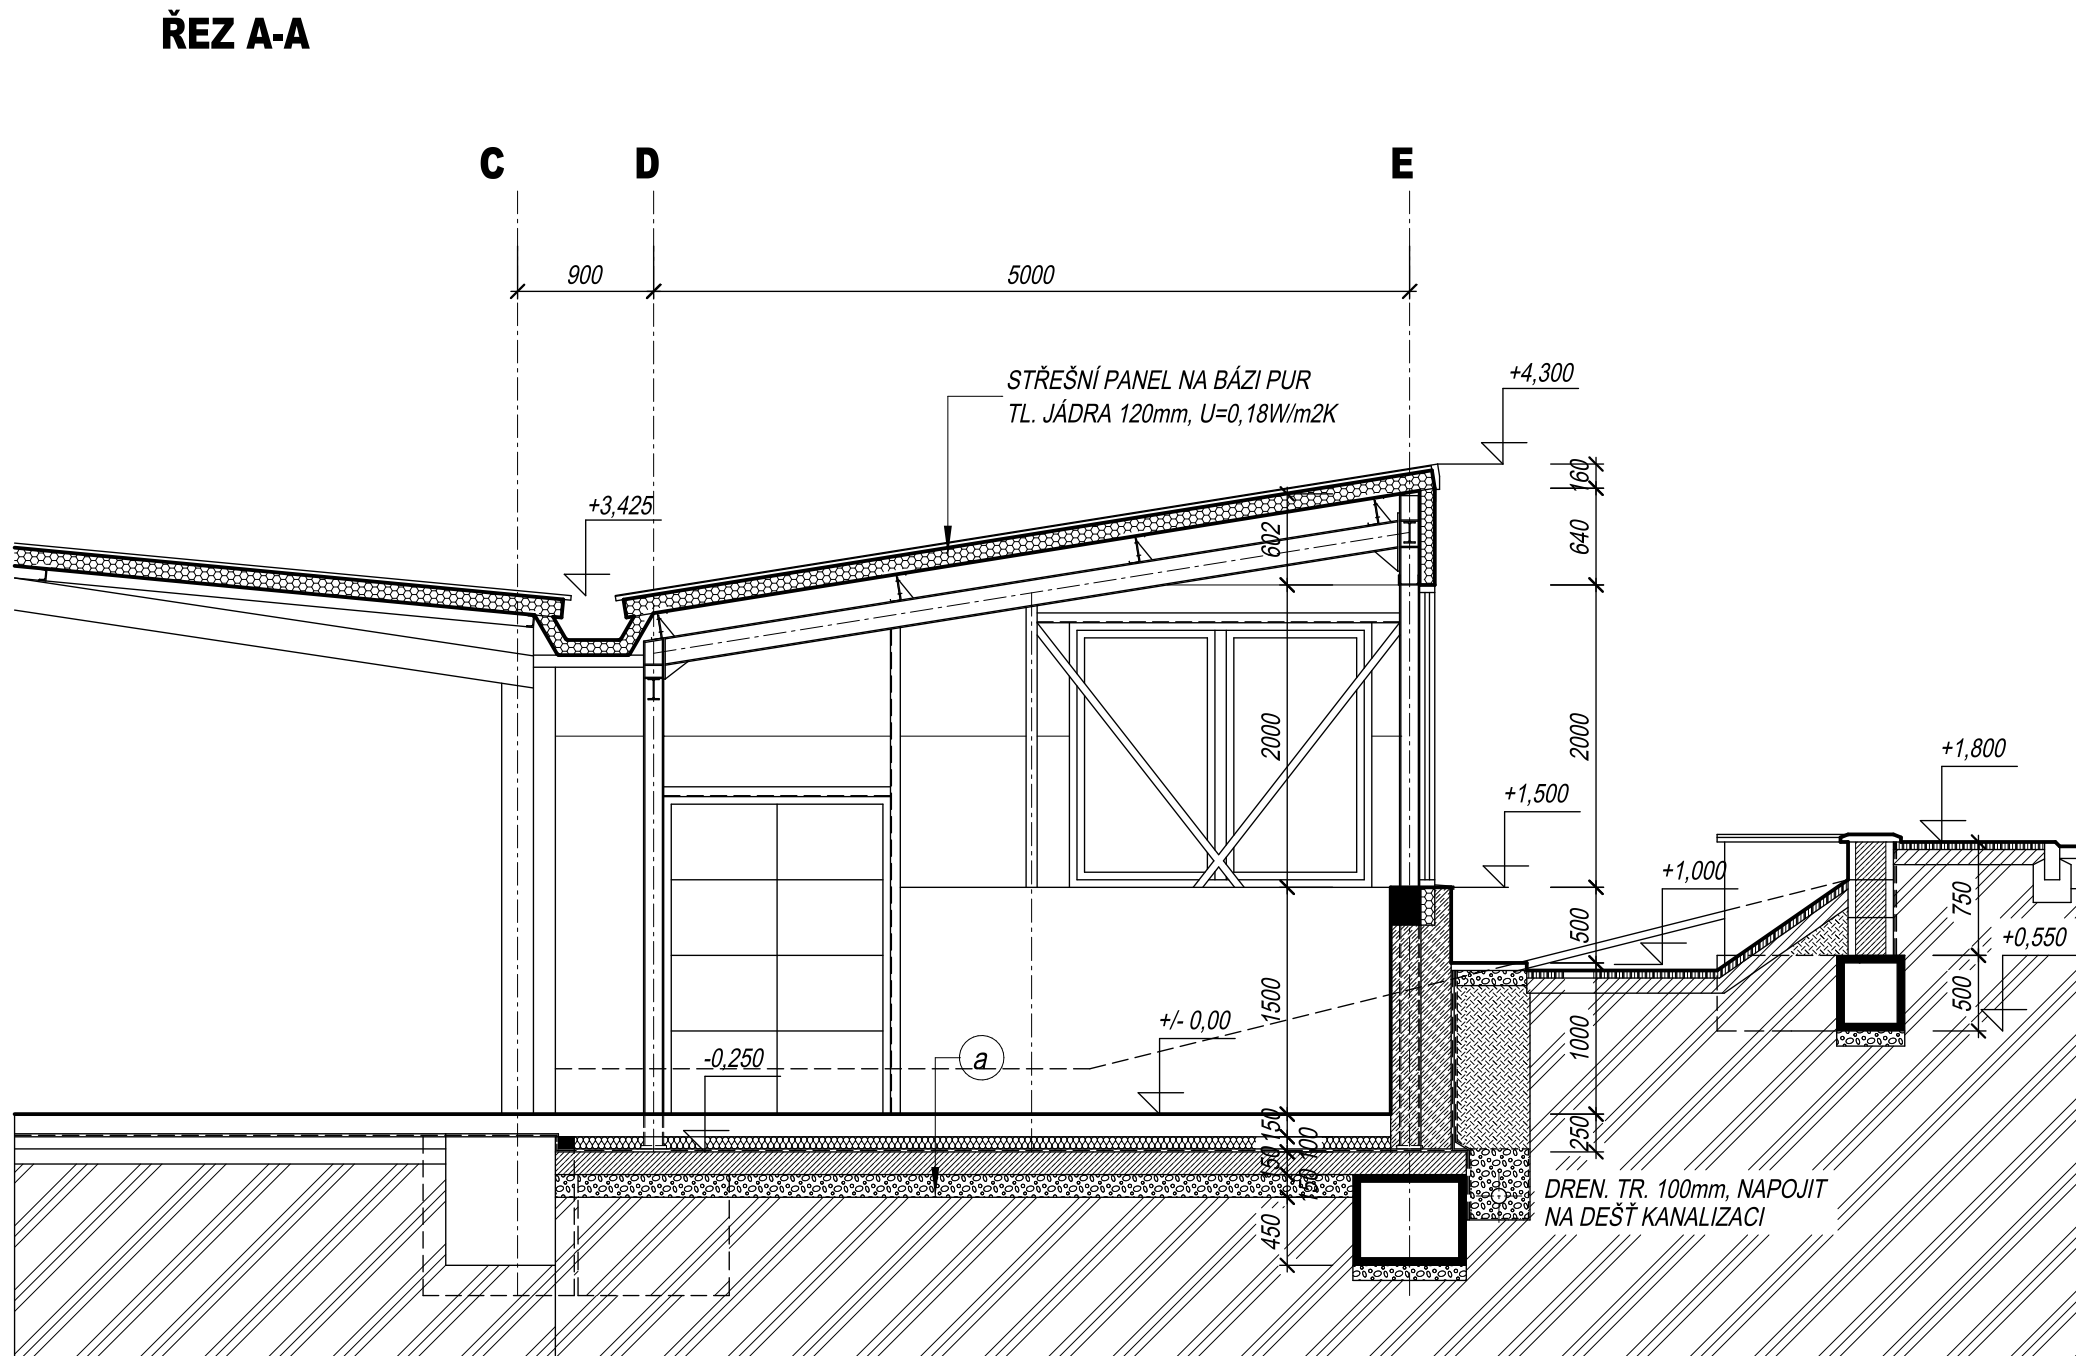 ŘEZ A-A
C
D
E
900
5000
STŘEŠNÍ PANEL NA BÁZI PUR
TL. JÁDRA 120mm, U=0,18W/m2K
+4,300
+3,425
160
640
602
2000
2000
+1,800
+1,500
+1,000
750
+0,550
500
500
1500
1000
+/- 0,00
-0,250
a
150
100
150
150
250
450
DREN. TR. 100mm, NAPOJIT
NA DEŠŤ KANALIZACI